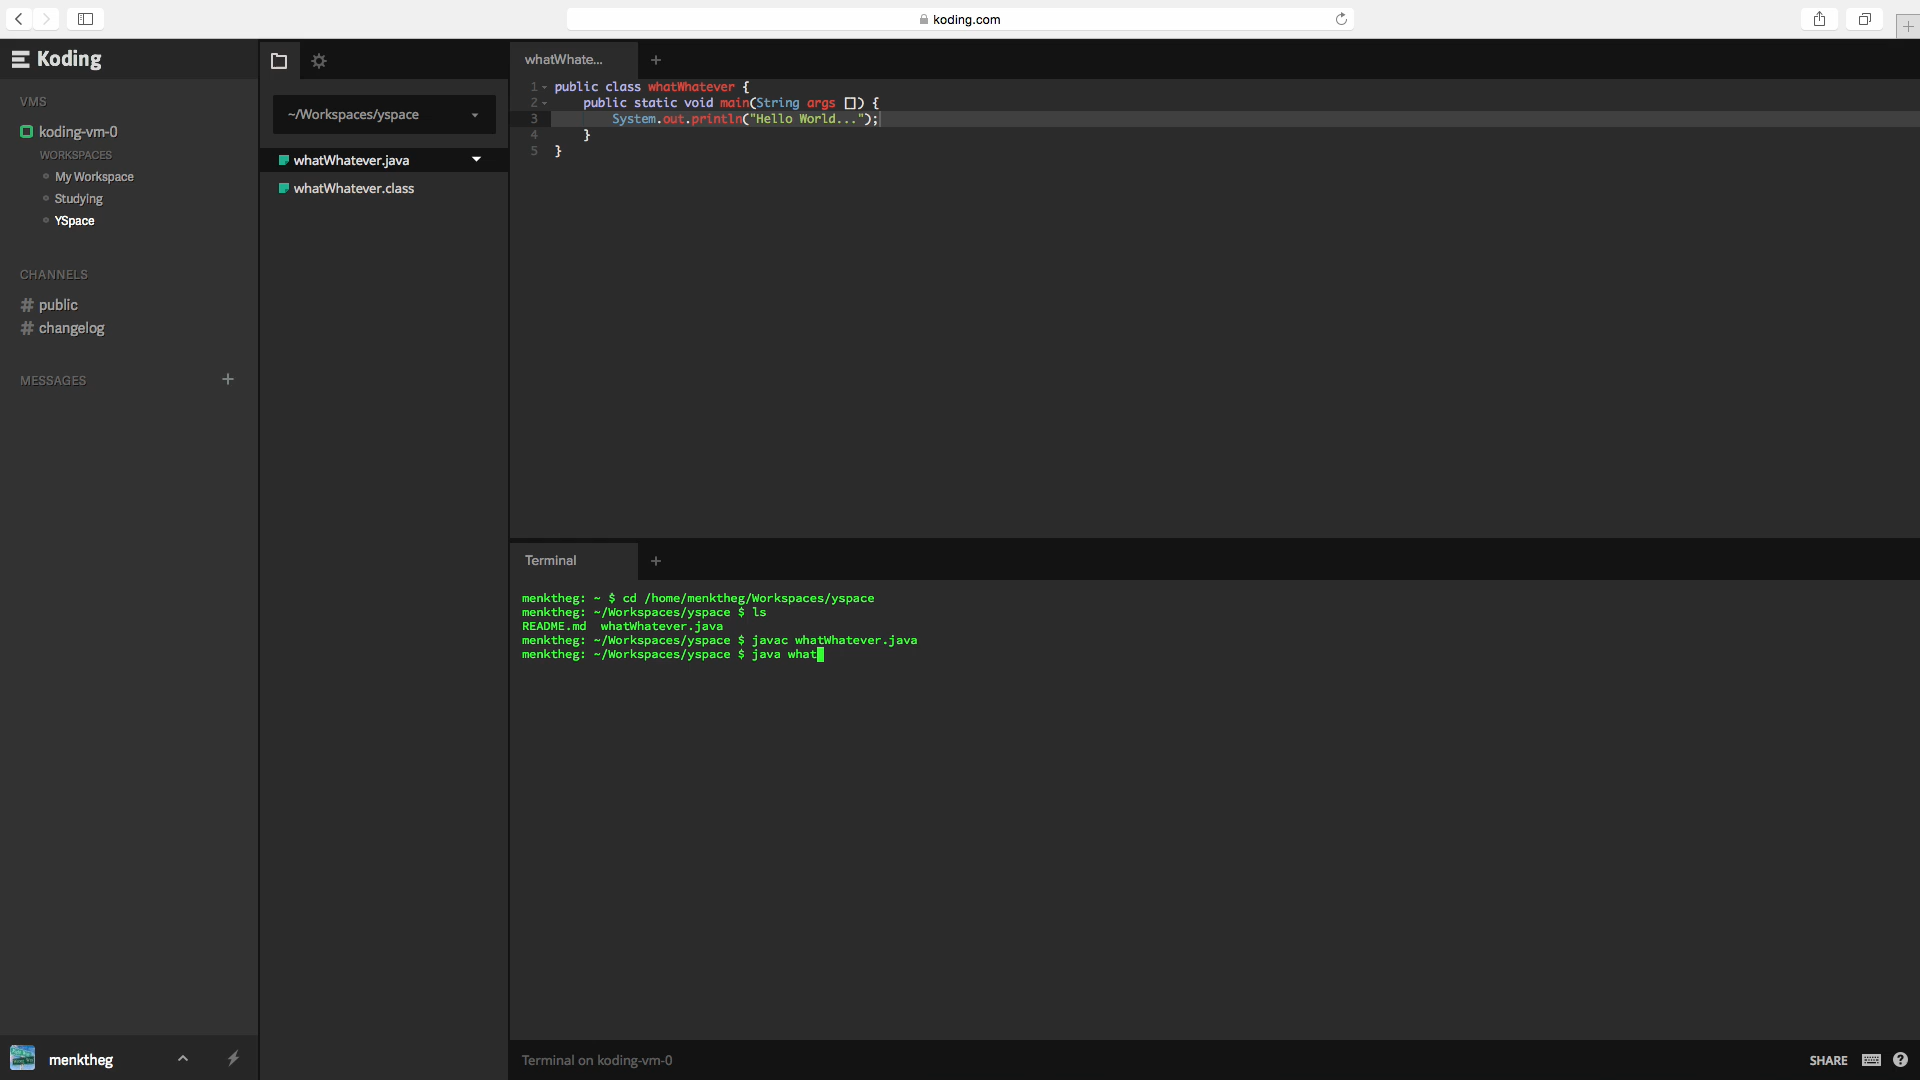 koding.com
Koding
VMS
koding-vm-0
WORKSPACES
My Workspace
Studying
YSpace
CHANNELS
# public
# changelog
MESSAGES +
menktheg
~/Workspaces/yspace
whatWhatever.java
whatWhatever.class
whatWhate... +
1 public class whatWhatever {
2 public static void main(String args []) {
3 System.out.println("Hello World...");
4 }
5 }
Terminal +
menktheg: ~ $ cd /home/menktheg/Workspaces/yspace
menktheg: ~/Workspaces/yspace $ ls
README.md  whatWhatever.java
menktheg: ~/Workspaces/yspace $ javac whatWhatever.java
menktheg: ~/Workspaces/yspace $ java what
Terminal on koding-vm-0
SHARE ?